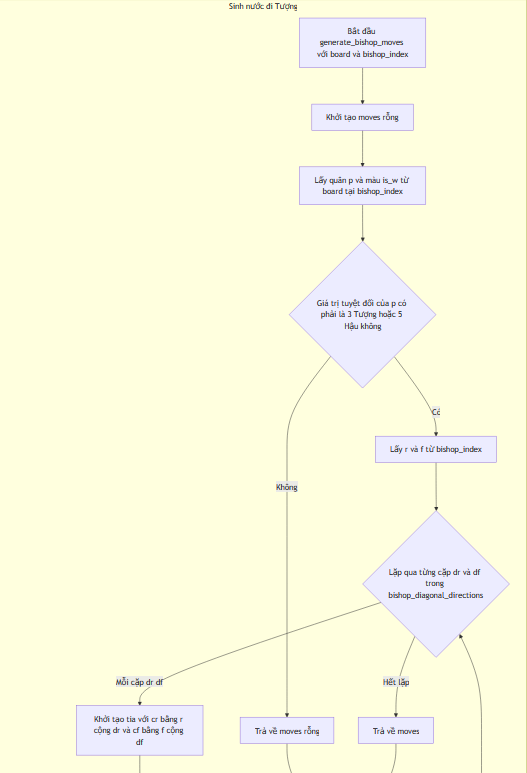 Sinh nước đi Tượng
Bắt đầu
generate_bishop_moves
với board và bishop_index
Khởi tạo moves rỗng
Lấy quân p và màu is_w từ
board tại bishop_index
Giá trị tuyệt đối của p có
phải là 3 Tượng hoặc 5
Hậu không
Có
Lấy r và f từ bishop_index
Không
Lặp qua từng cặp dr và df
trong
bishop_diagonal_directions
Mỗi cặp dr df
Hết lặp
Khởi tạo tia với cr bằng r
cộng dr và cf bằng f cộng
df
Trả về moves rỗng
Trả về moves